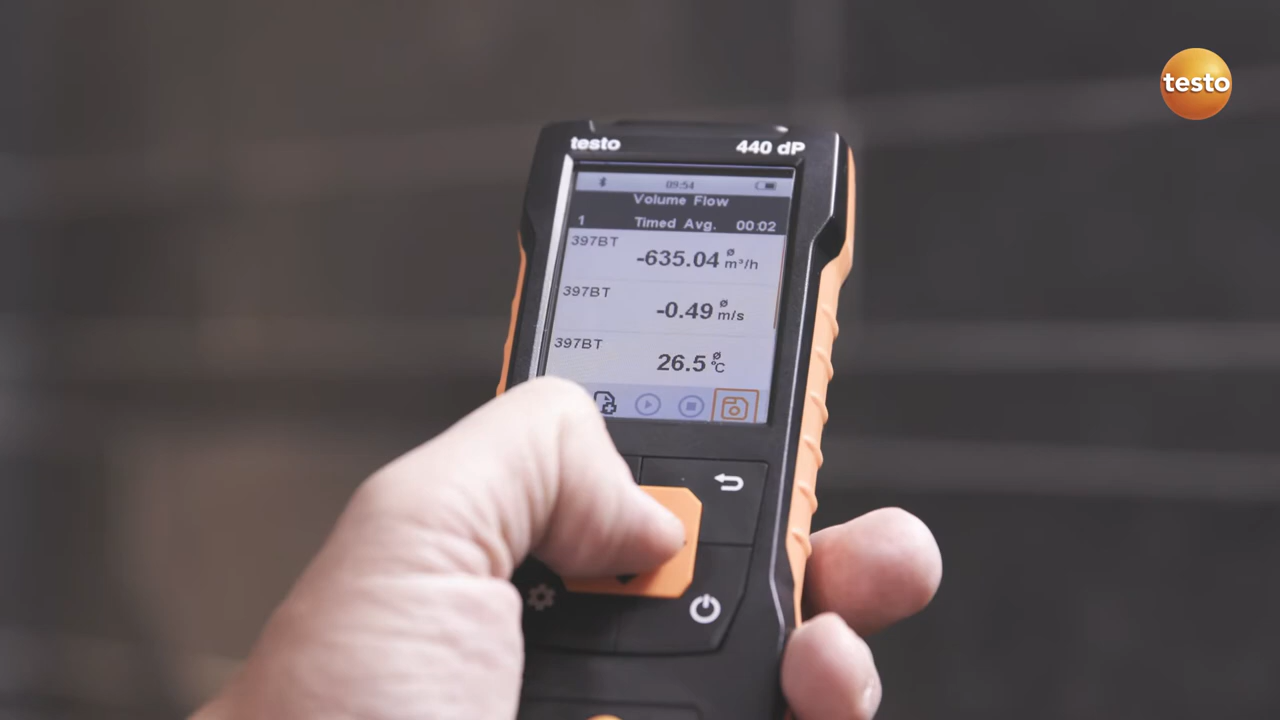 testo
testo 440 dP
09:54
Volume Flow
1 Timed Avg. 00:02
397BT
-635.04 ø m³/h
397BT
-0.49 ø m/s
397BT
26.5 ø °C